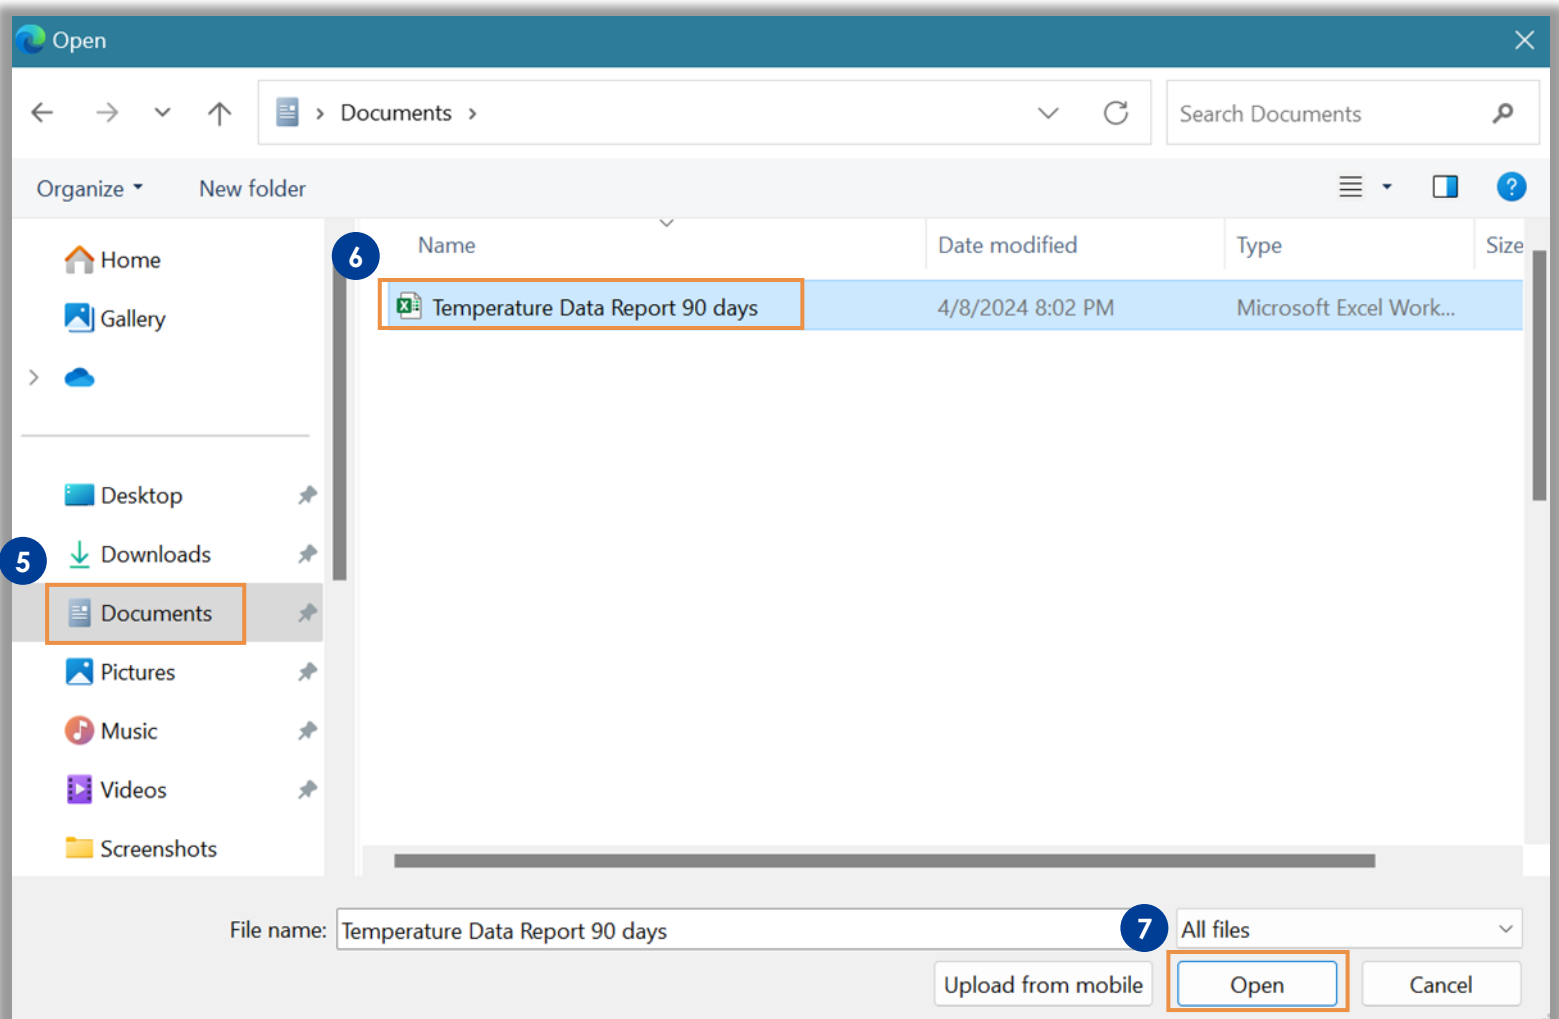 Open
Documents
Search Documents
Organize
New folder
6
Name
Date modified
Type
Size
Home
Temperature Data Report 90 days
4/8/2024 8:02 PM
Microsoft Excel Work...
Gallery
Desktop
5
Downloads
Documents
Pictures
Music
Videos
Screenshots
File name:
Temperature Data Report 90 days
7
All files
Upload from mobile
Open
Cancel